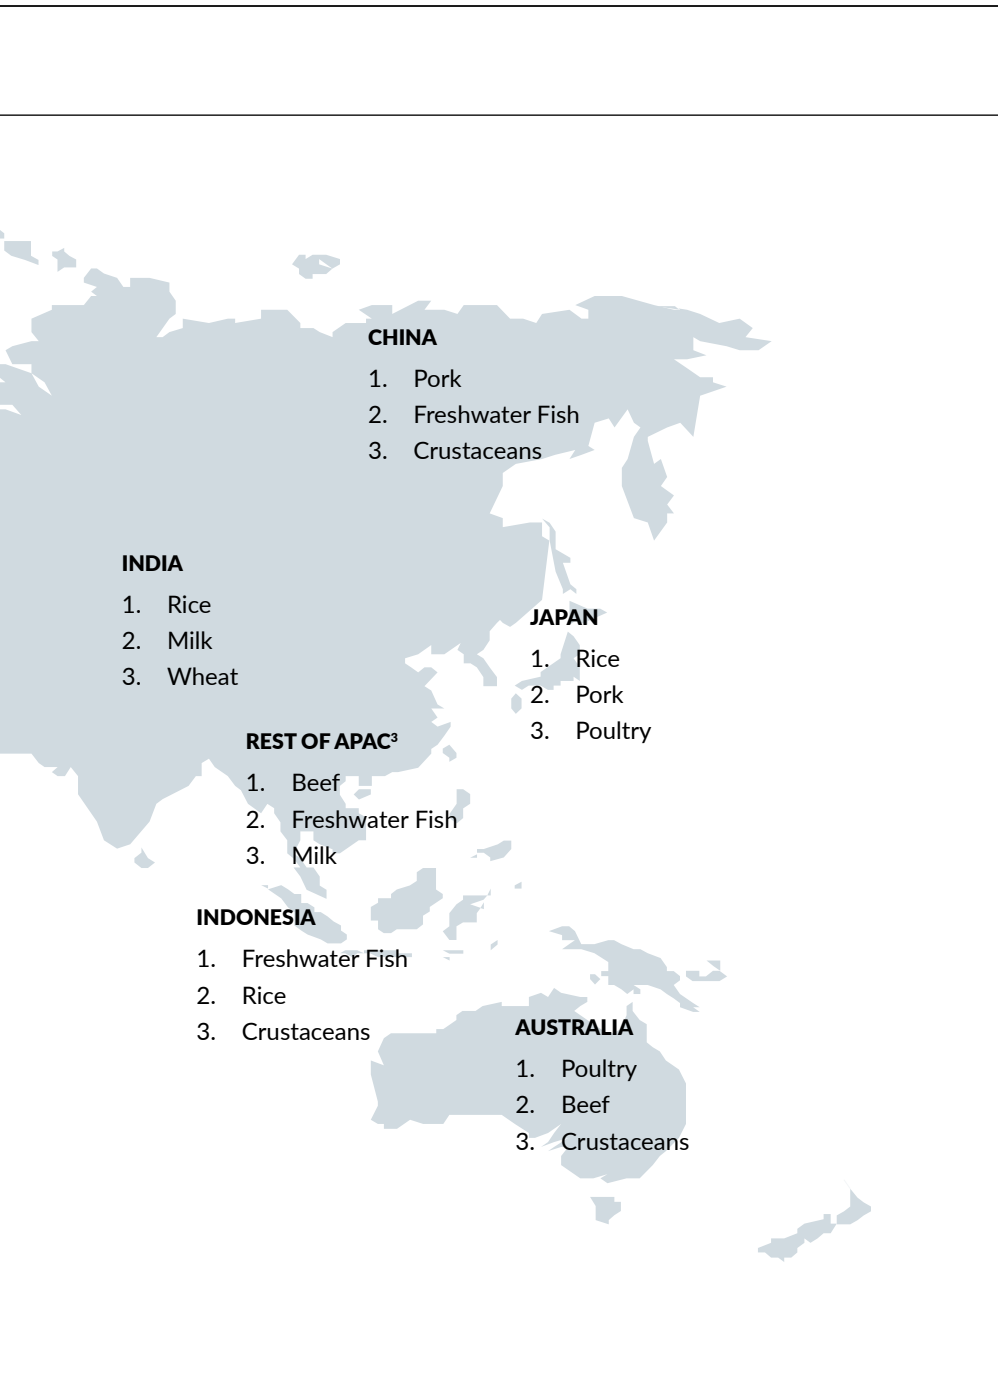 CHINA
1. Pork
2. Freshwater Fish
3. Crustaceans
INDIA
1. Rice
2. Milk
3. Wheat
JAPAN
1. Rice
2. Pork
3. Poultry
REST OF APAC³
1. Beef
2. Freshwater Fish
3. Milk
INDONESIA
1. Freshwater Fish
2. Rice
3. Crustaceans
AUSTRALIA
1. Poultry
2. Beef
3. Crustaceans